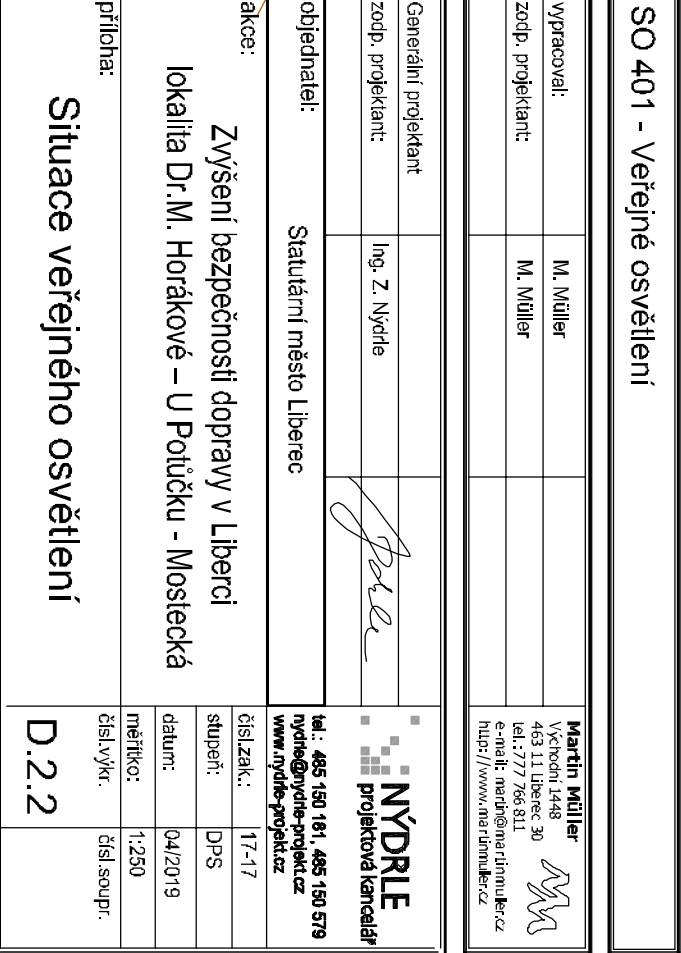 SO 401 - Veřejné osvětlení
vypracoval: M. Müller
zodp. projektant: M. Müller
Martin Müller
Východní 1448
463 11 Liberec 30
tel.: 777 766 811
e-mail: martin@martinmuller.cz
http://www.martinmuller.cz
Generální projektant
zodp. projektant: Ing. Z. Nýdrle
NÝDRLE
projektová kancelář
objednatel: Statutární město Liberec
tel.: 485 150 181, 485 150 579
nydrle@nydrle-projekt.cz
www.nydrle-projekt.cz
akce:
Zvýšení bezpečnosti dopravy v Liberci
lokalita Dr.M. Horákové – U Potůčku - Mostecká
čísl.zak.: 17-17
stupeň: DPS
datum: 04/2019
měřítko: 1:250
příloha:
Situace veřejného osvětlení
čísl.výkr. čísl.soupr.
D.2.2